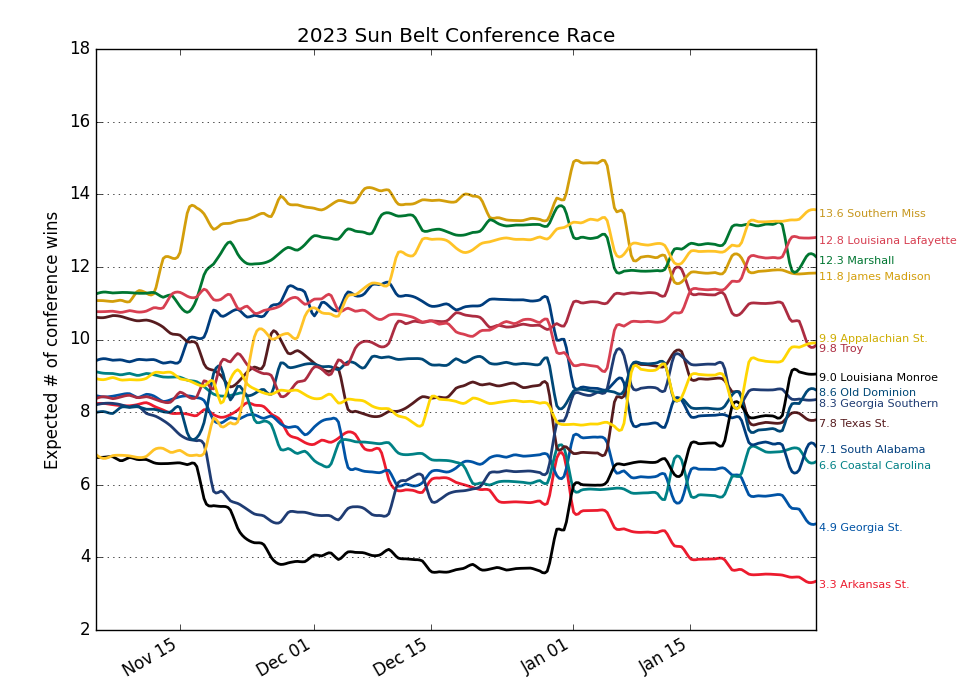 2023 Sun Belt Conference Race
Expected # of conference wins
18
16
14
12
10
8
6
4
2
Nov 15
Dec 01
Dec 15
Jan 01
Jan 15
13.6 Southern Miss
12.8 Louisiana Lafayette
12.3 Marshall
11.8 James Madison
9.9 Appalachian St.
9.8 Troy
9.0 Louisiana Monroe
8.6 Old Dominion
8.3 Georgia Southern
7.8 Texas St.
7.1 South Alabama
6.6 Coastal Carolina
4.9 Georgia St.
3.3 Arkansas St.